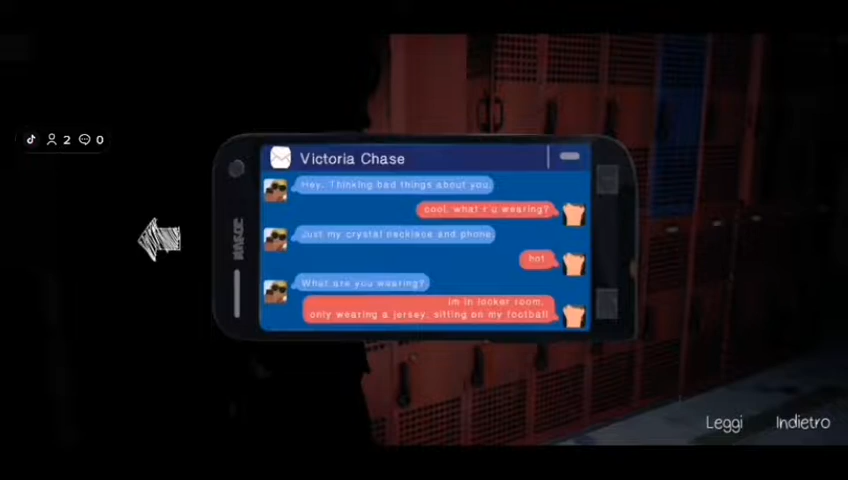 2 0
Victoria Chase
Hey. Thinking bad things about you.
cool. what r u wearing?
Just my crystal necklace and phone.
hot
What are you wearing?
im in locker room.
only wearing a jersey. sitting on my football
Leggi Indietro